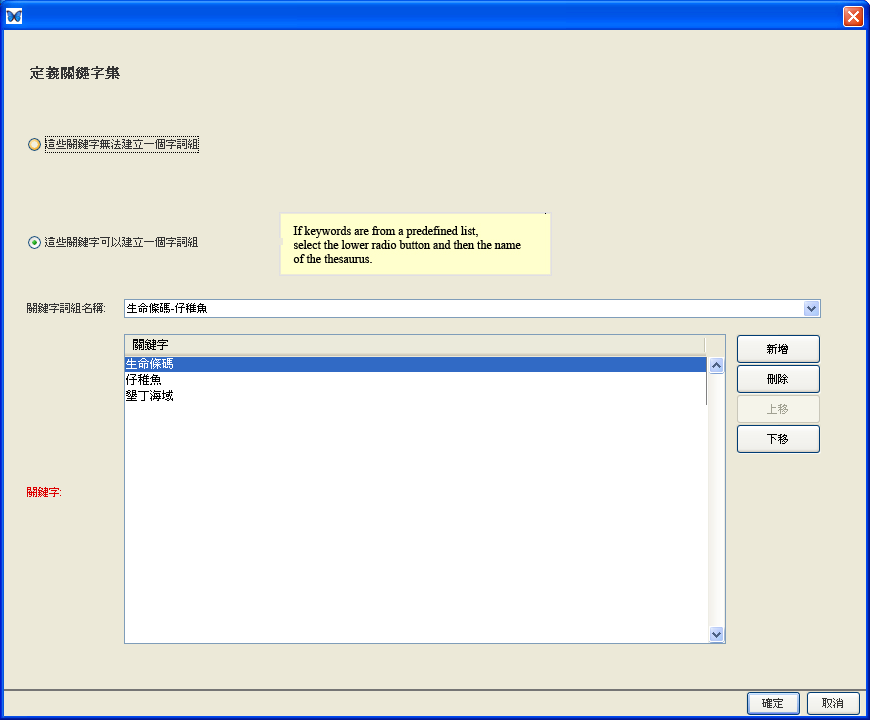 定義關鍵字集
這些關鍵字無法建立一個字詞組
這些關鍵字可以建立一個字詞組
If keywords are from a predefined list,
select the lower radio button and then the name
of the thesaurus.
關鍵字詞組名稱:
生命條碼-仔稚魚
關鍵字
生命條碼
仔稚魚
墾丁海域
新增
刪除
上移
下移
關鍵字:
確定
取消